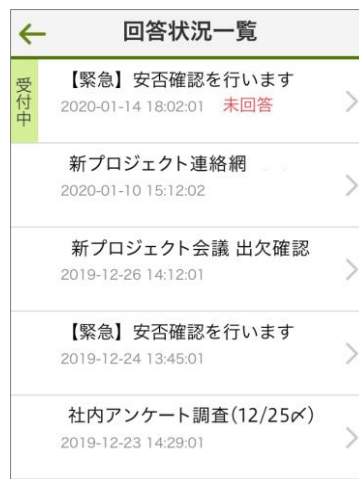 回答状況一覧
受付中
【緊急】安否確認を行います
2020-01-14 18:02:01 未回答
新プロジェクト連絡網
2020-01-10 15:12:02
新プロジェクト会議 出欠確認
2019-12-26 14:12:01
【緊急】安否確認を行います
2019-12-24 13:45:01
社内アンケート調査(12/25〆)
2019-12-23 14:29:01